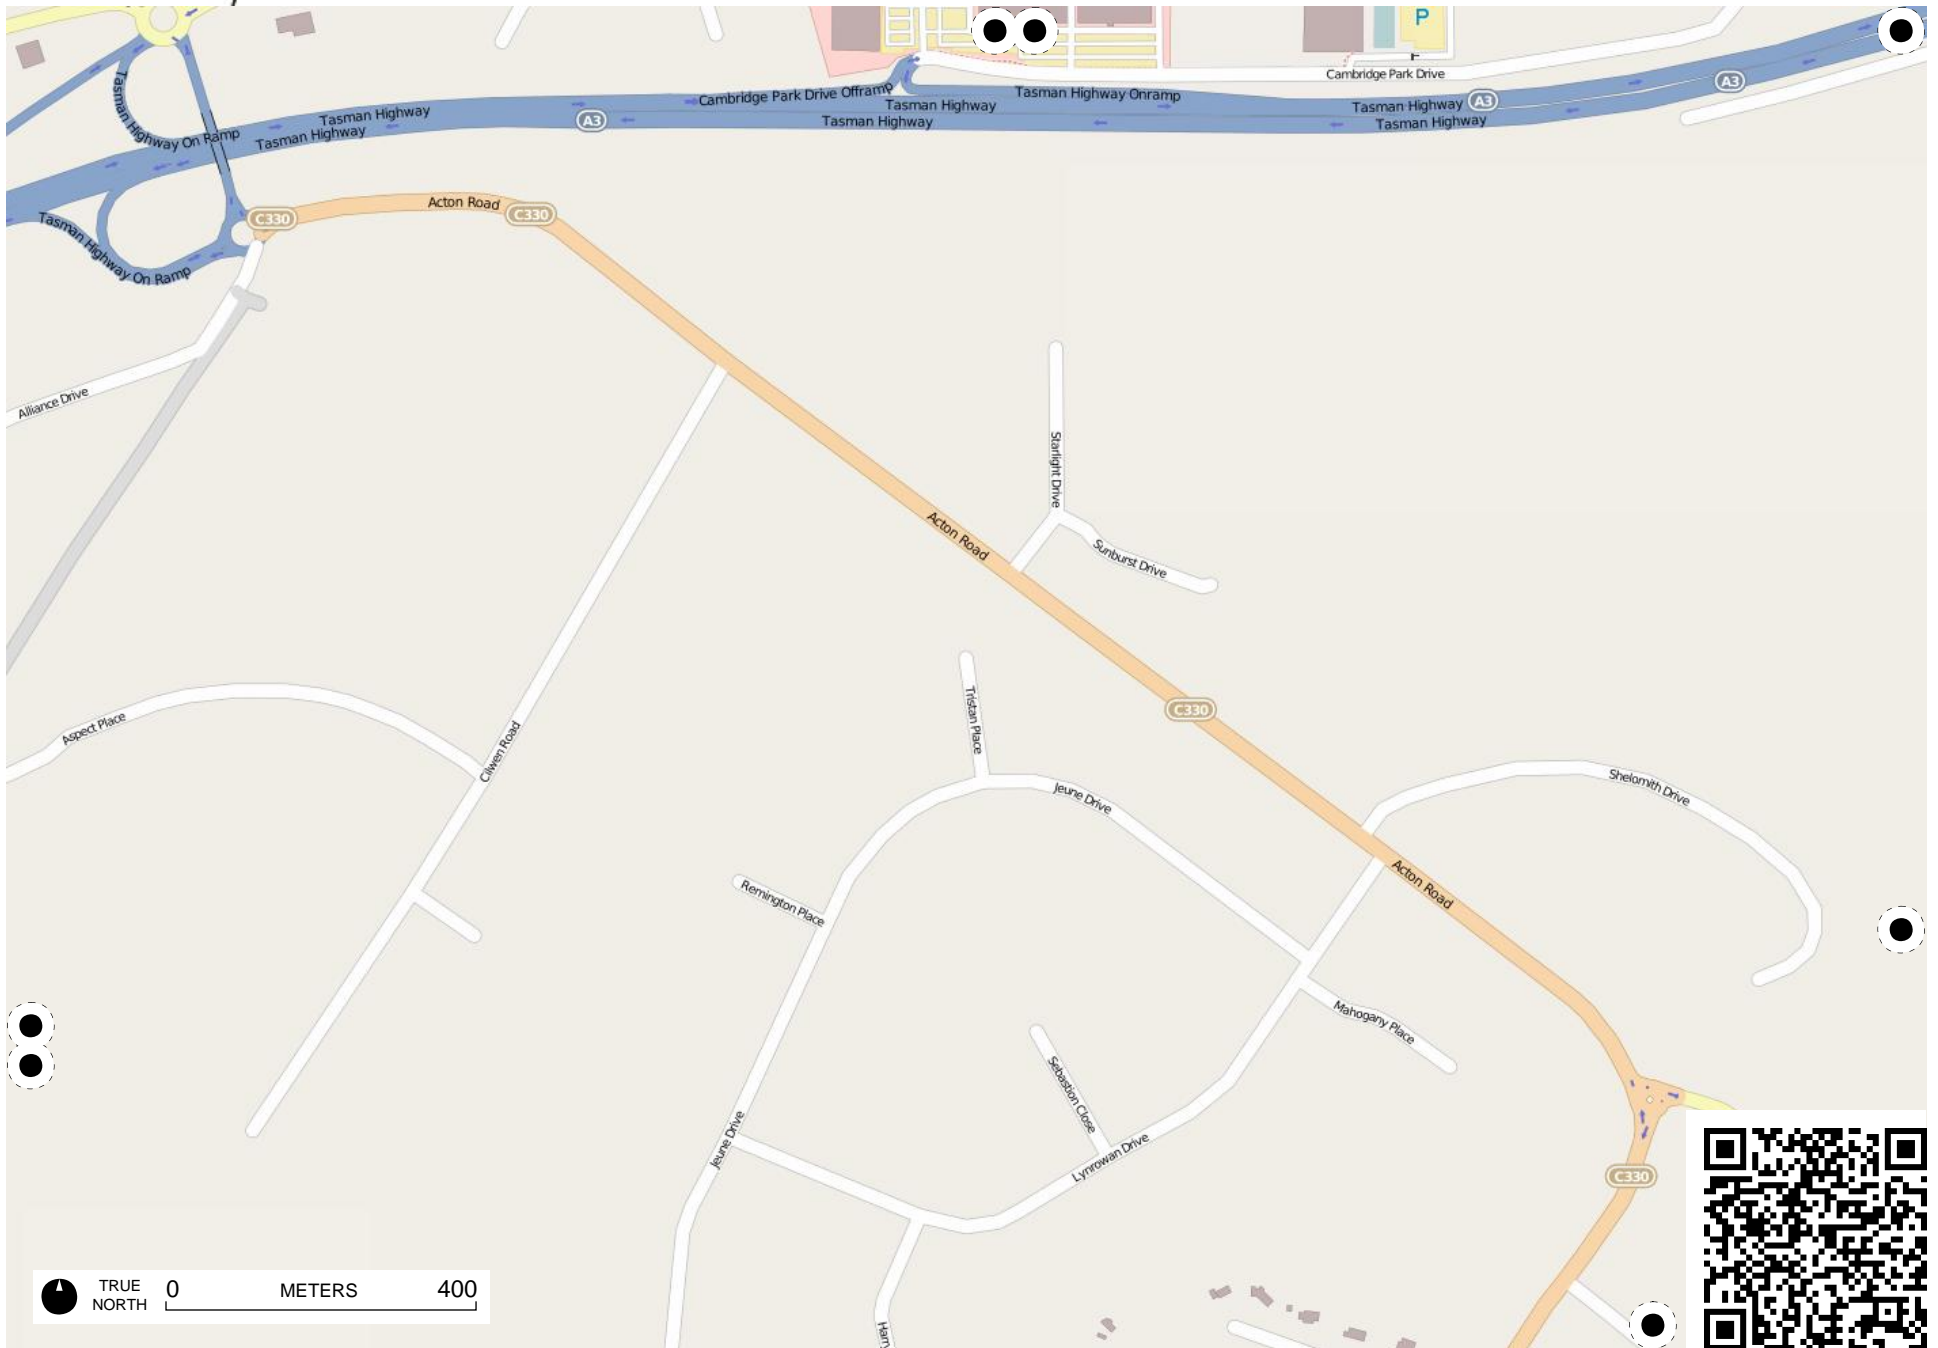 P
Cambridge Park Drive
Cambridge Park Drive Offramp
Tasman Highway Onramp
Tasman Highway
A3
Tasman Highway
A3
Tasman Highway
Tasman Highway
Tasman Highway On Ramp
Tasman Highway
A3
Tasman Highway
Tasman Highway
Tasman Highway On Ramp
C330
Acton Road
C330
Alliance Drive
Starlight Drive
Acton Road
Sunburst Drive
Tristan Place
C330
Aspect Place
Cilwen Road
Jeune Drive
Shelomith Drive
Remington Place
Acton Road
Mahogany Place
Sebastion Close
Jeune Drive
Lynrowan Drive
C330
TRUE
NORTH
0 METERS 400